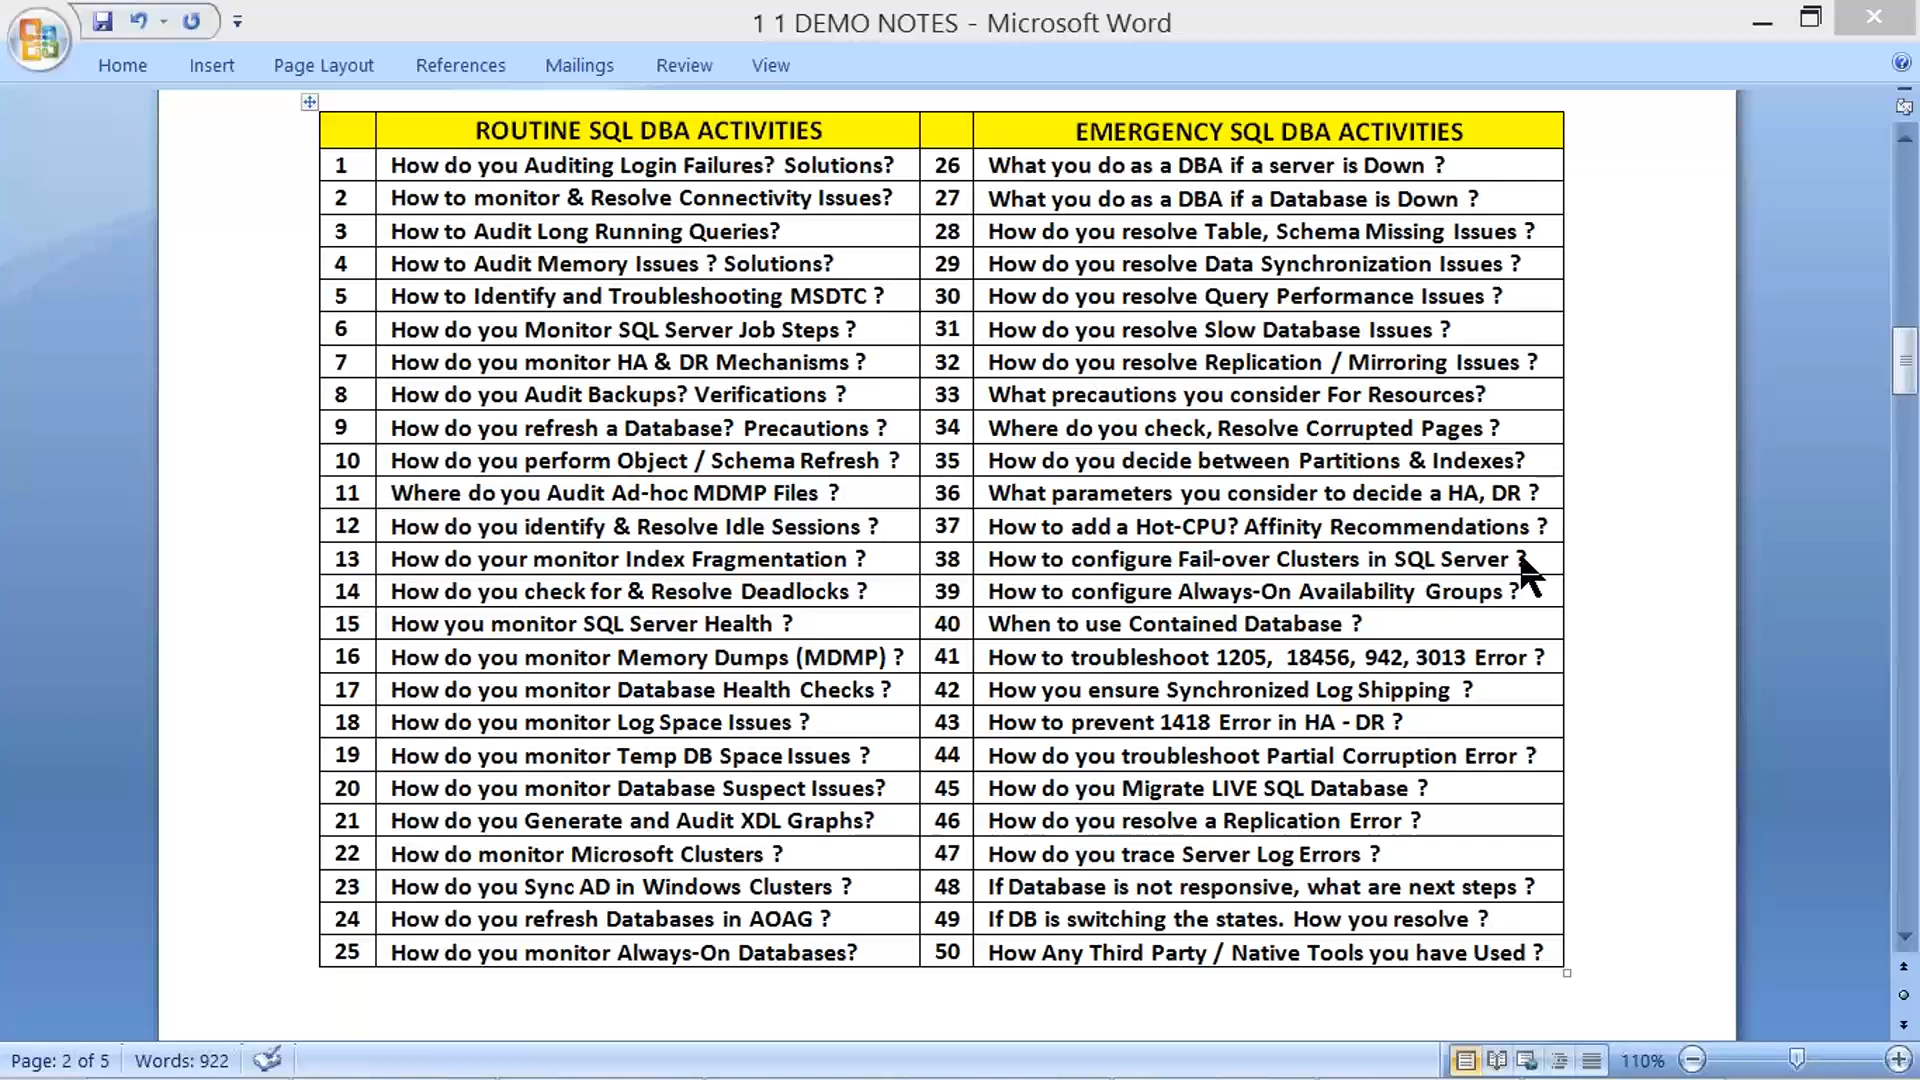 1 1 DEMO NOTES - Microsoft Word
Home Insert Page Layout References Mailings Review View
ROUTINE SQL DBA ACTIVITIES EMERGENCY SQL DBA ACTIVITIES
1 How do you Auditing Login Failures? Solutions? 26 What you do as a DBA if a server is Down ?
2 How to monitor & Resolve Connectivity Issues? 27 What you do as a DBA if a Database is Down ?
3 How to Audit Long Running Queries? 28 How do you resolve Table, Schema Missing Issues ?
4 How to Audit Memory Issues ? Solutions? 29 How do you resolve Data Synchronization Issues ?
5 How to Identify and Troubleshooting MSDTC ? 30 How do you resolve Query Performance Issues ?
6 How do you Monitor SQL Server Job Steps ? 31 How do you resolve Slow Database Issues ?
7 How do you monitor HA & DR Mechanisms ? 32 How do you resolve Replication / Mirroring Issues ?
8 How do you Audit Backups? Verifications ? 33 What precautions you consider For Resources?
9 How do you refresh a Database? Precautions ? 34 Where do you check, Resolve Corrupted Pages ?
10 How do you perform Object / Schema Refresh ? 35 How do you decide between Partitions & Indexes?
11 Where do you Audit Ad-hoc MDMP Files ? 36 What parameters you consider to decide a HA, DR ?
12 How do you identify & Resolve Idle Sessions ? 37 How to add a Hot-CPU? Affinity Recommendations ?
13 How do your monitor Index Fragmentation ? 38 How to configure Fail-over Clusters in SQL Server ?
14 How do you check for & Resolve Deadlocks ? 39 How to configure Always-On Availability Groups ?
15 How you monitor SQL Server Health ? 40 When to use Contained Database ?
16 How do you monitor Memory Dumps (MDMP) ? 41 How to troubleshoot 1205, 18456, 942, 3013 Error ?
17 How do you monitor Database Health Checks ? 42 How you ensure Synchronized Log Shipping ?
18 How do you monitor Log Space Issues ? 43 How to prevent 1418 Error in HA - DR ?
19 How do you monitor Temp DB Space Issues ? 44 How do you troubleshoot Partial Corruption Error ?
20 How do you monitor Database Suspect Issues? 45 How do you Migrate LIVE SQL Database ?
21 How do you Generate and Audit XDL Graphs? 46 How do you resolve a Replication Error ?
22 How do monitor Microsoft Clusters ? 47 How do you trace Server Log Errors ?
23 How do you Sync AD in Windows Clusters ? 48 If Database is not responsive, what are next steps ?
24 How do you refresh Databases in AOAG ? 49 If DB is switching the states. How you resolve ?
25 How do you monitor Always-On Databases? 50 How Any Third Party / Native Tools you have Used ?
Page: 2 of 5 Words: 922 110%